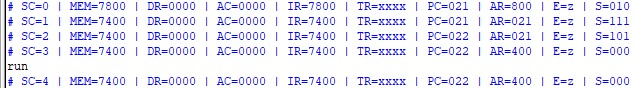 # SC=0 | MEM=7800 | DR=0000 | AC=0000 | IR=7800 | TR=xxxx | PC=021 | AR=800 | E=z | S=010
# SC=1 | MEM=7400 | DR=0000 | AC=0000 | IR=7400 | TR=xxxx | PC=021 | AR=021 | E=z | S=111
# SC=2 | MEM=7400 | DR=0000 | AC=0000 | IR=7400 | TR=xxxx | PC=022 | AR=021 | E=z | S=101
# SC=3 | MEM=7400 | DR=0000 | AC=0000 | IR=7400 | TR=xxxx | PC=022 | AR=400 | E=z | S=000
run
# SC=4 | MEM=7400 | DR=0000 | AC=0000 | IR=7400 | TR=xxxx | PC=022 | AR=400 | E=z | S=000